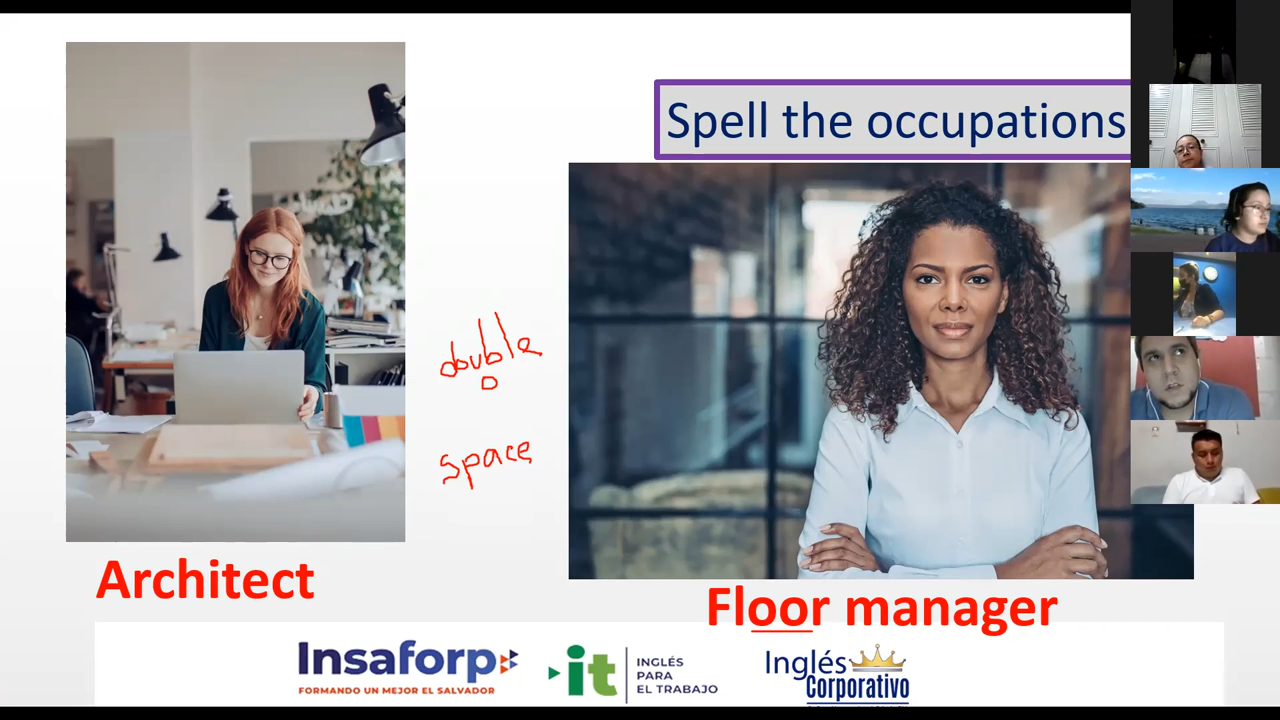 Spell the occupations
double
o
space
Architect
Floor manager
Insaforp
FORMANDO UN MEJOR EL SALVADOR
it
INGLÉS
PARA
EL TRABAJO
Inglés
Corporativo